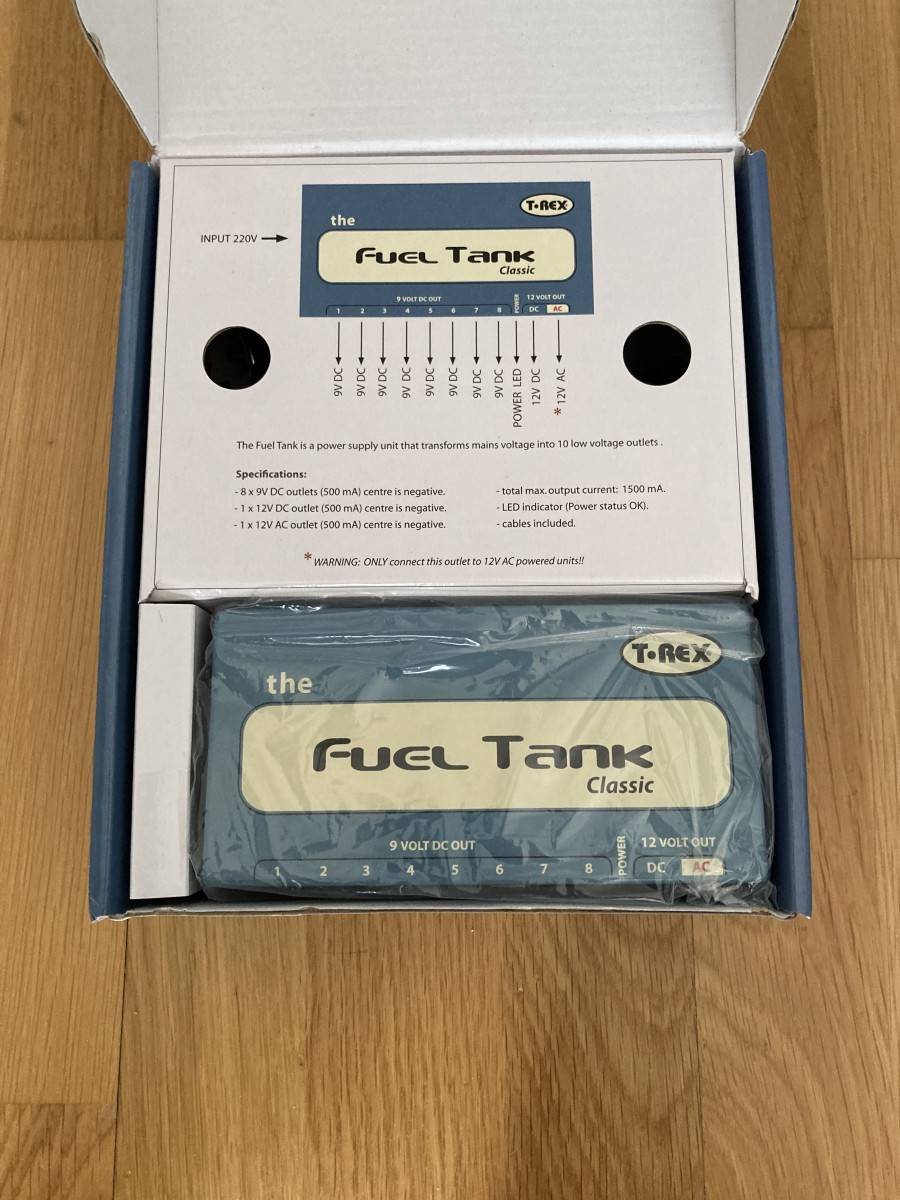 T•REX
the
INPUT 220V
Fuel Tank
Classic
9 VOLT DC OUT
POWER
12 VOLT OUT
1 2 3 4 5 6 7 8 DC AC
9V DC 9V DC 9V DC 9V DC 9V DC 9V DC 9V DC 9V DC POWER LED 12V DC * 12V AC
The Fuel Tank is a power supply unit that transforms mains voltage into 10 low voltage outlets .
Specifications:
- 8 x 9V DC outlets (500 mA) centre is negative.
- 1 x 12V DC outlet (500 mA) centre is negative.
- 1 x 12V AC outlet (500 mA) centre is negative.
- total max. output current: 1500 mA.
- LED indicator (Power status OK).
- cables included.
* WARNING: ONLY connect this outlet to 12V AC powered units!!
T•REX
the
Fuel Tank
Classic
9 VOLT DC OUT
POWER
12 VOLT OUT
1 2 3 4 5 6 7 8 DC AC